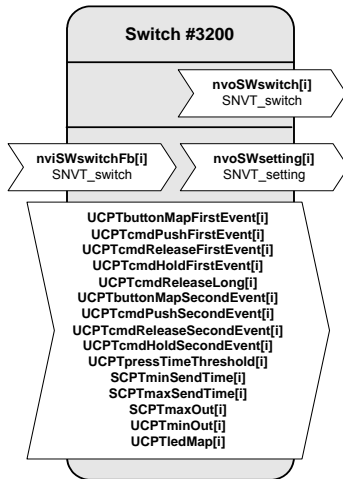 Switch #3200
nvoSWswitch[i]
SNVT_switch
nviSWswitchFb[i]
SNVT_switch
nvoSWsetting[i]
SNVT_setting
UCPTbuttonMapFirstEvent[i]
UCPTcmdPushFirstEvent[i]
UCPTcmdReleaseFirstEvent[i]
UCPTcmdHoldFirstEvent[i]
UCPTcmdReleaseLong[i]
UCPTbuttonMapSecondEvent[i]
UCPTcmdPushSecondEvent[i]
UCPTcmdReleaseSecondEvent[i]
UCPTcmdHoldSecondEvent[i]
UCPTpressTimeThreshold[i]
SCPTminSendTime[i]
SCPTmaxSendTime[i]
SCPTmaxOut[i]
UCPTminOut[i]
UCPTledMap[i]